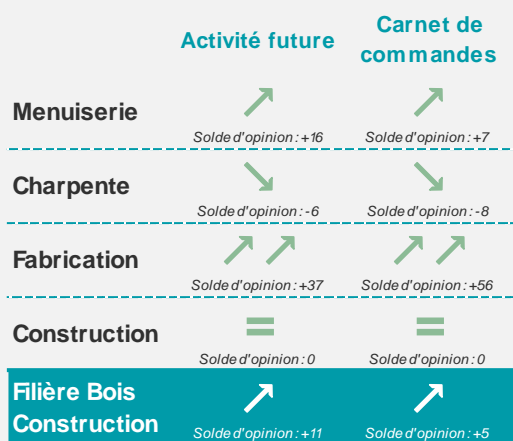 Activité future
Carnet de
commandes
Menuiserie
Solde d'opinion : +16
Solde d'opinion : +7
Charpente
Solde d'opinion : -6
Solde d'opinion : -8
Fabrication
Solde d'opinion : +37
Solde d'opinion : +56
Construction
Solde d'opinion : 0
Solde d'opinion : 0
Filière Bois
Construction
Solde d'opinion : +11
Solde d'opinion : +5